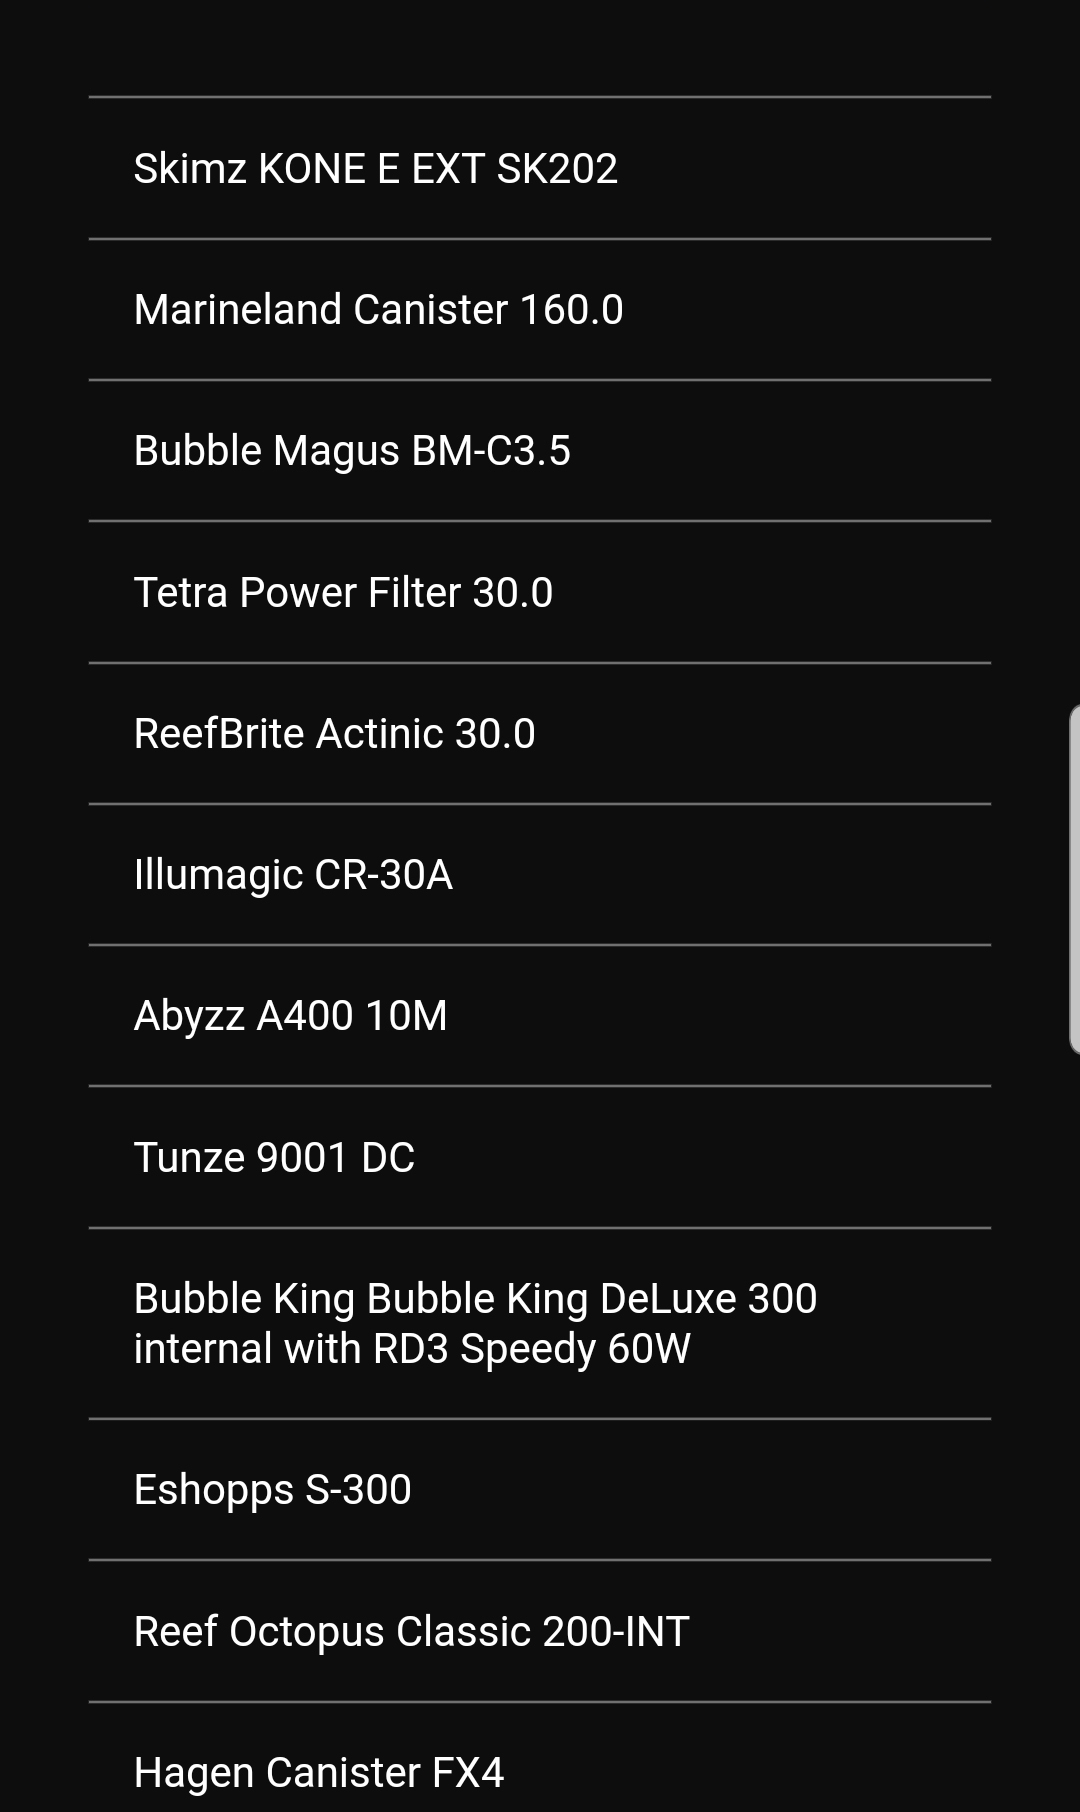 Skimz KONE E EXT SK202
Marineland Canister 160.0
Bubble Magus BM-C3.5
Tetra Power Filter 30.0
ReefBrite Actinic 30.0
Illumagic CR-30A
Abyzz A400 10M
Tunze 9001 DC
Bubble King Bubble King DeLuxe 300
internal with RD3 Speedy 60W
Eshopps S-300
Reef Octopus Classic 200-INT
Hagen Canister FX4